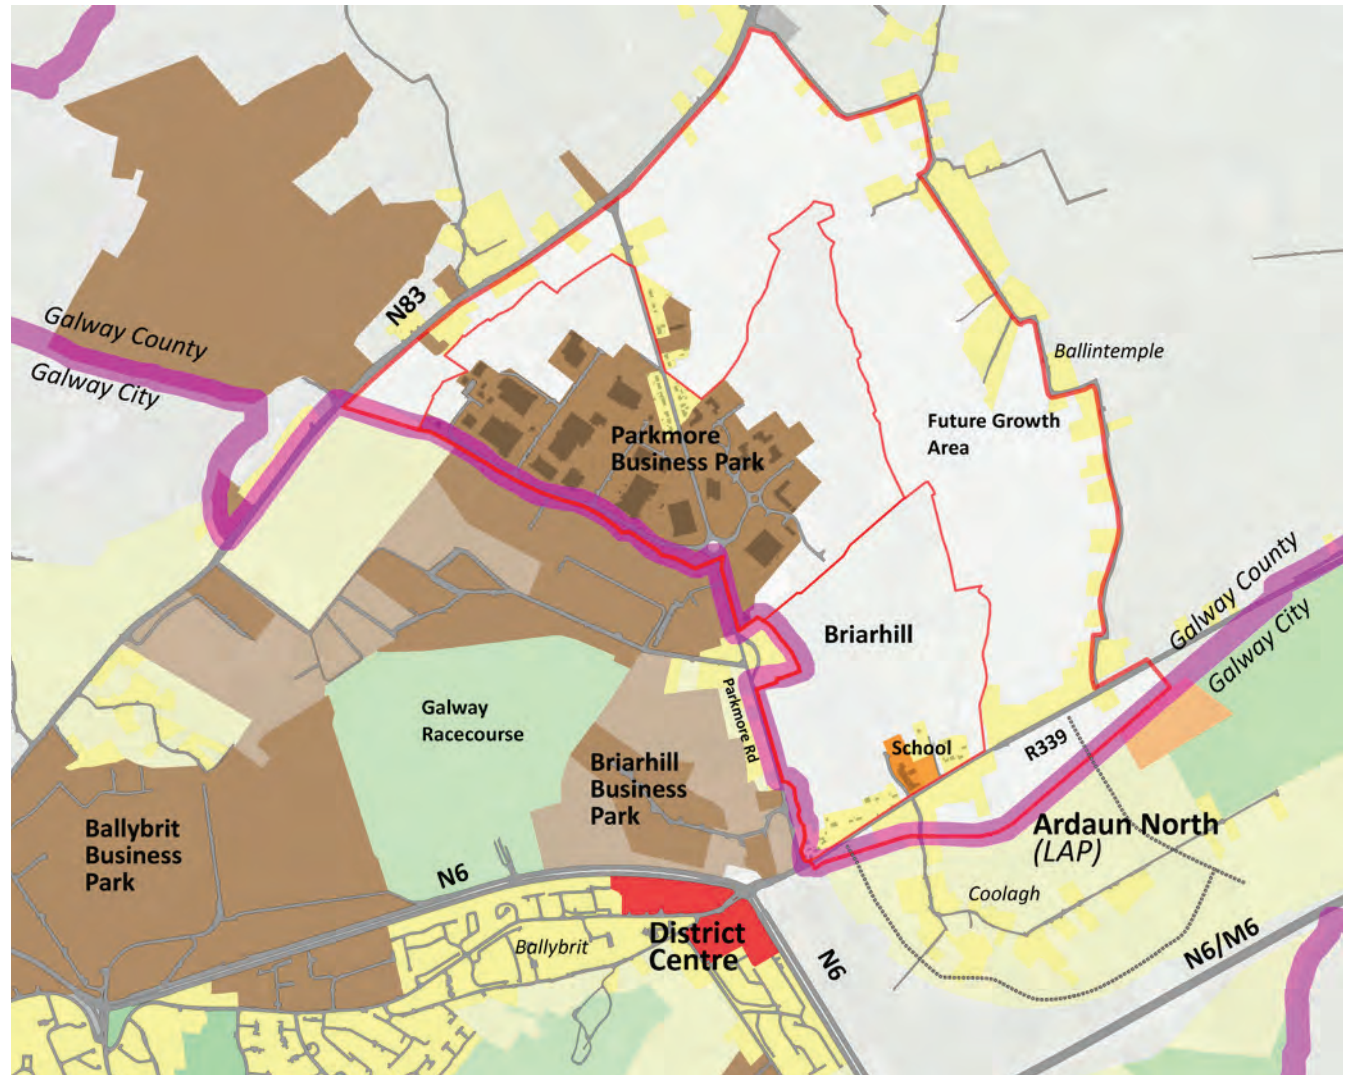 N83
Galway County
Galway City
Ballintemple
Future Growth
Area
Parkmore
Business Park
Galway County
Galway City
Briarhill
Parkmore Rd
Galway
Racecourse
School
R339
Briarhill
Business
Park
Ballybrit
Business
Park
Ardaun North
(LAP)
N6
Coolagh
Ballybrit
District
Centre
N6
N6/M6